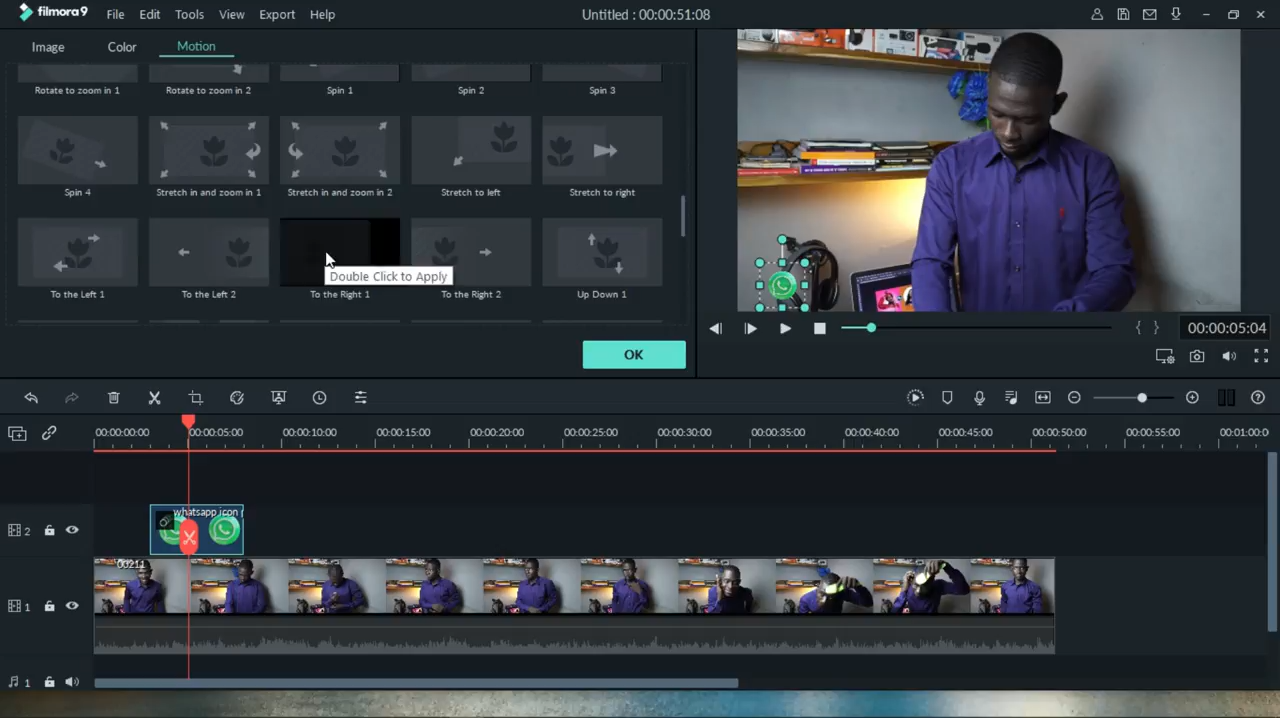 filmora9 File Edit Tools View Export Help Untitled : 00:00:51:08
Image Color Motion
Rotate to zoom in 1 Rotate to zoom in 2 Spin 1 Spin 2 Spin 3
Spin 4 Stretch in and zoom in 1 Stretch in and zoom in 2 Stretch to left Stretch to right
Double Click to Apply
To the Left 1 To the Left 2 To the Right 1 To the Right 2 Up Down 1
00:00:05:04
OK
00:00:00:00 00:00:05:00 00:00:10:00 00:00:15:00 00:00:20:00 00:00:25:00 00:00:30:00 00:00:35:00 00:00:40:00 00:00:45:00 00:00:50:00 00:00:55:00 00:01:00:0
whatsapp icon
2
00211
1
1